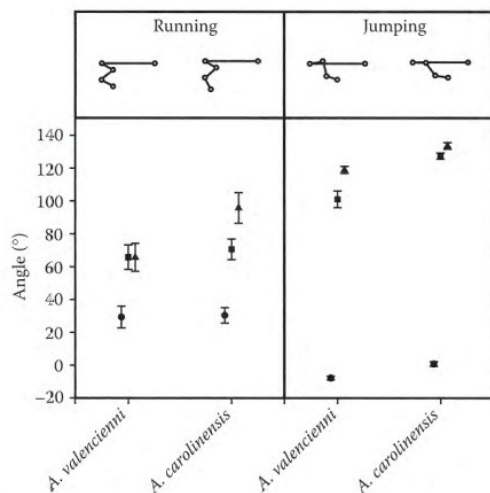 Running
Jumping
Angle (°)
140
120
100
80
60
40
20
0
−20
A. valencienni
A. carolinensis
A. valencienni
A. carolinensis